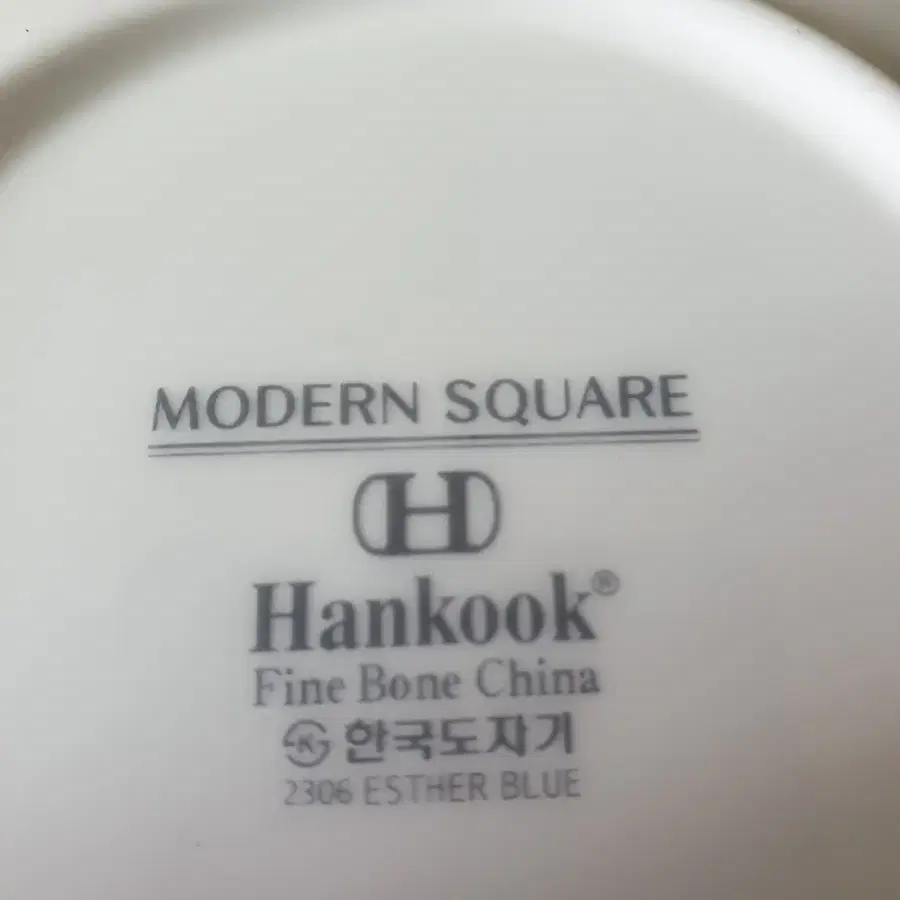 MODERN SQUARE
H
Hankook®
Fine Bone China
K 한국도자기
2306 ESTHER BLUE